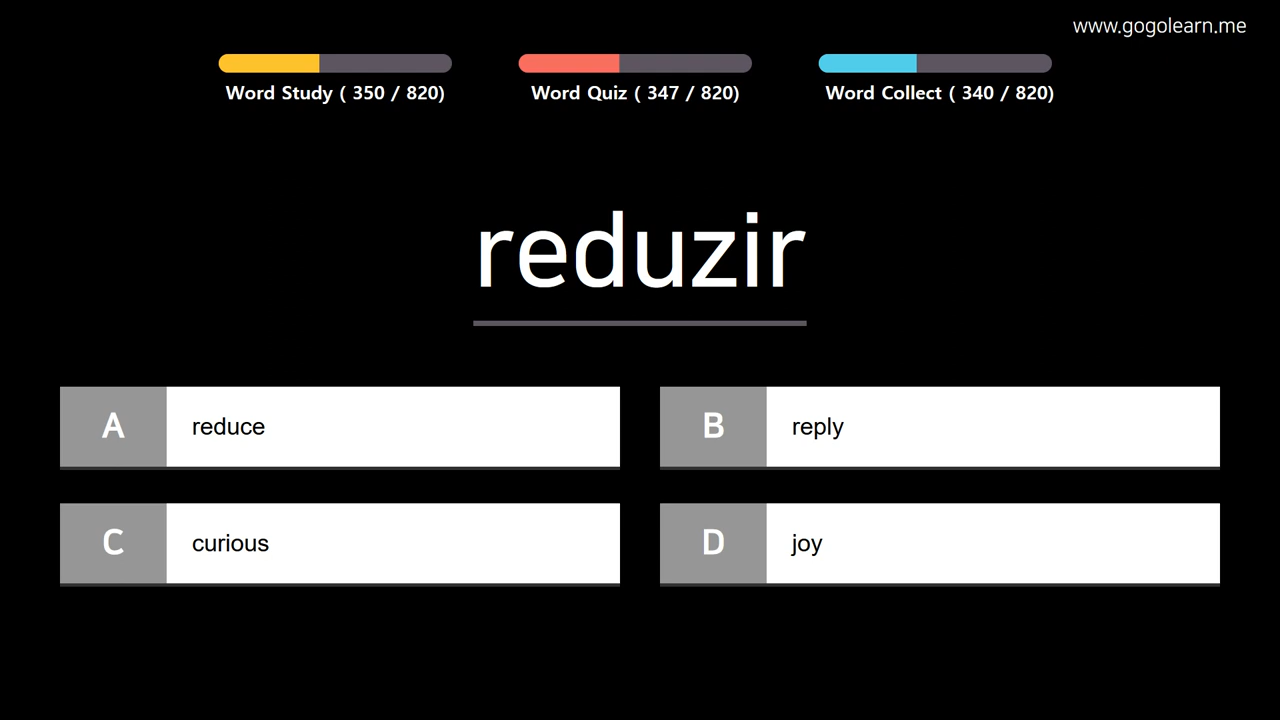 www.gogolearn.me
Word Study ( 350 / 820)
Word Quiz ( 347 / 820)
Word Collect ( 340 / 820)
reduzir
A reduce
B reply
C curious
D joy